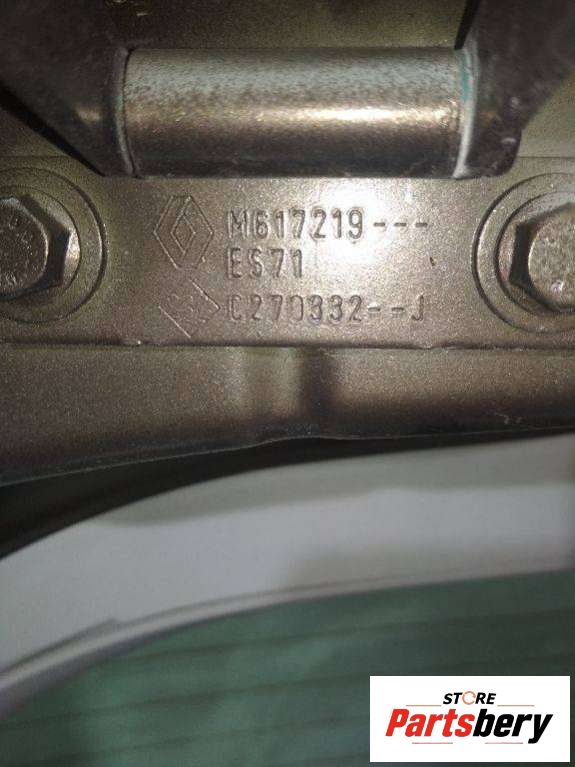 M617219---
ES71
C270332--J
STORE
Partsbery